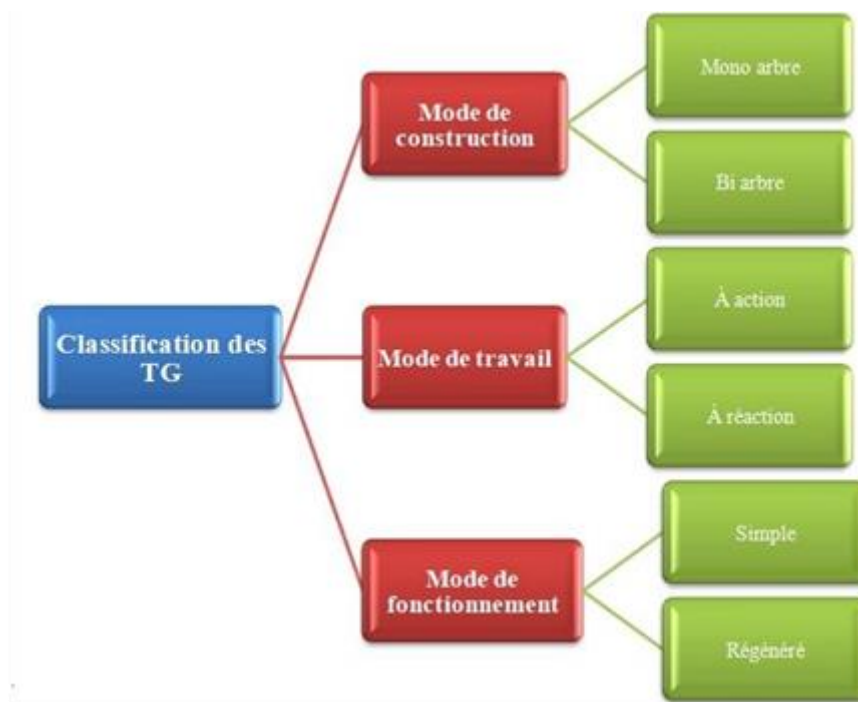 Classification des
TG
Mode de
construction
Mono arbre
Bi arbre
Mode de travail
À action
À réaction
Mode de
fonctionnement
Simple
Régénéré